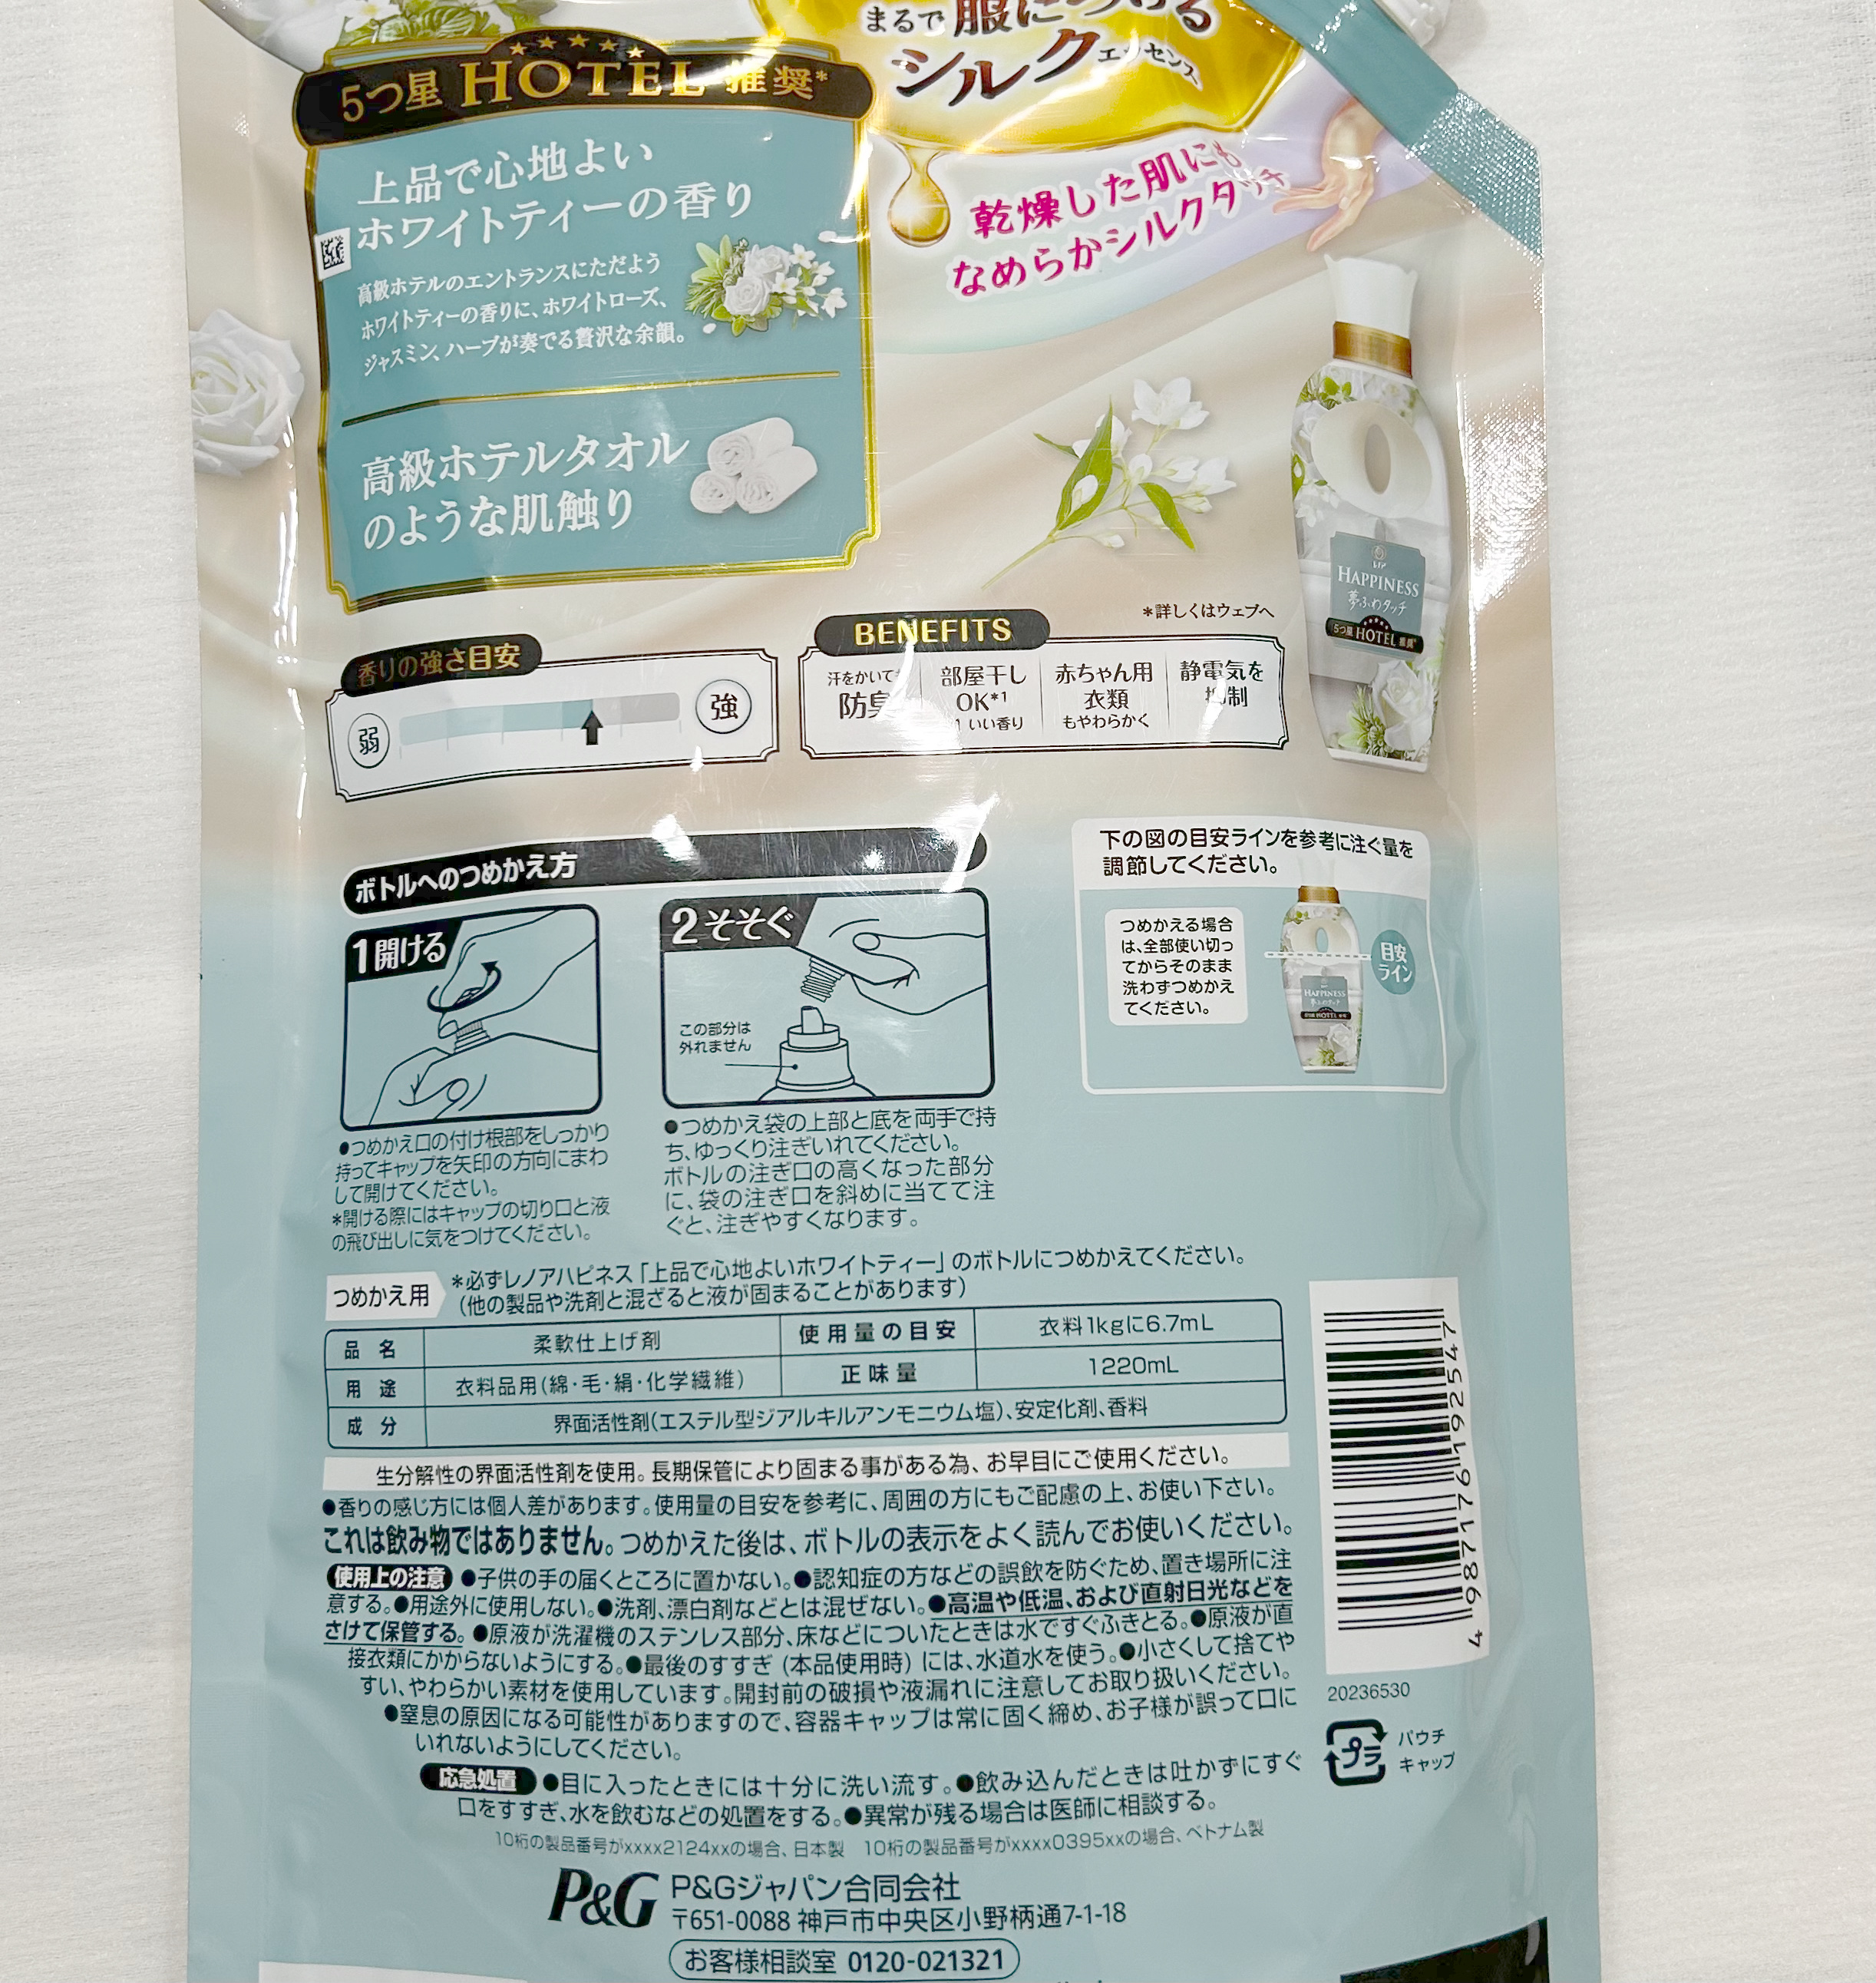 まるで服につける
シルクエッセンス
5つ星 HOTEL 推奨*
上品で心地よい
ホワイトティーの香り
高級ホテルのエントランスにただよう
ホワイトティーの香りに、ホワイトローズ、
ジャスミン、ハーブが奏でる贅沢な余韻。
高級ホテルタオル
のような肌触り
乾燥した肌にも
なめらかシルクタッチ
HAPPINESS
夢ふわタッチ
5つ星 HOTEL 推奨*
*詳しくはウェブへ
香りの強さ目安
弱
強
BENEFITS
汗をかいても
防臭
部屋干し
OK*1
いい香り
赤ちゃん用
衣類
もやわらかく
静電気を
抑制
ボトルへのつめかえ方
1開ける
●つめかえ口の付け根部をしっかり
持ってキャップを矢印の方向にまわ
して開けてください。
*開ける際にはキャップの切り口と液
の飛び出しに気をつけてください。
2そそぐ
この部分は
外れません
●つめかえ袋の上部と底を両手で持
ち、ゆっくり注ぎいれてください。
ボトルの注ぎ口の高くなった部分
に、袋の注ぎ口を斜めに当てて注
ぐと、注ぎやすくなります。
下の図の目安ラインを参考に注ぐ量を
調節してください。
つめかえる場合
は、全部使い切っ
てからそのまま
洗わずつめかえ
てください。
目安
ライン
HAPPINESS
つめかえ用
*必ずレノアハピネス「上品で心地よいホワイトティー」のボトルにつめかえてください。
(他の製品や洗剤と混ざると液が固まることがあります)
品名 柔軟仕上げ剤 使用量の目安 衣料1kgに6.7mL
用途 衣料品用(綿・毛・絹・化学繊維) 正味量 1220mL
成分 界面活性剤(エステル型ジアルキルアンモニウム塩)、安定化剤、香料
生分解性の界面活性剤を使用。長期保管により固まる事がある為、お早目にご使用ください。
●香りの感じ方には個人差があります。使用量の目安を参考に、周囲の方にもご配慮の上、お使い下さい。
これは飲み物ではありません。つめかえた後は、ボトルの表示をよく読んでお使いください。
使用上の注意 ●子供の手の届くところに置かない。●認知症の方などの誤飲を防ぐため、置き場所に注
意する。●用途外に使用しない。●洗剤、漂白剤などとは混ぜない。●高温や低温、および直射日光などを
さけて保管する。●原液が洗濯機のステンレス部分、床などについたときは水ですぐふきとる。●原液が直
接衣類にかからないようにする。●最後のすすぎ(本品使用時)には、水道水を使う。●小さくして捨てや
すい、やわらかい素材を使用しています。開封前の破損や液漏れに注意してお取り扱いください。
●窒息の原因になる可能性がありますので、容器キャップは常に固く締め、お子様が誤って口に
いれないようにしてください。
応急処置 ●目に入ったときには十分に洗い流す。●飲み込んだときは吐かずにすぐ
口をすすぎ、水を飲むなどの処置をする。●異常が残る場合は医師に相談する。
10桁の製品番号がxxxx2124xxの場合、日本製 10桁の製品番号がxxxx0395xxの場合、ベトナム製
P&G P&Gジャパン合同会社
〒651-0088 神戸市中央区小野柄通7-1-18
お客様相談室 0120-021321
4987176192547
20236530
プラ
パウチ
キャップ